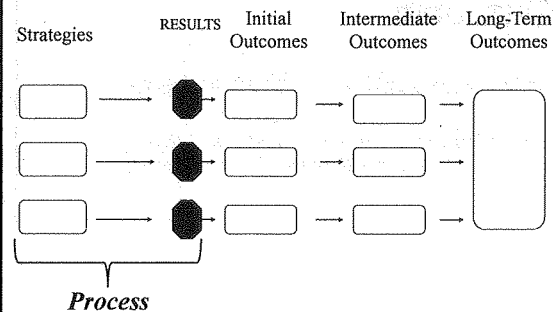 Strategies
RESULTS
Initial
Outcomes
Intermediate
Outcomes
Long-Term
Outcomes
Process